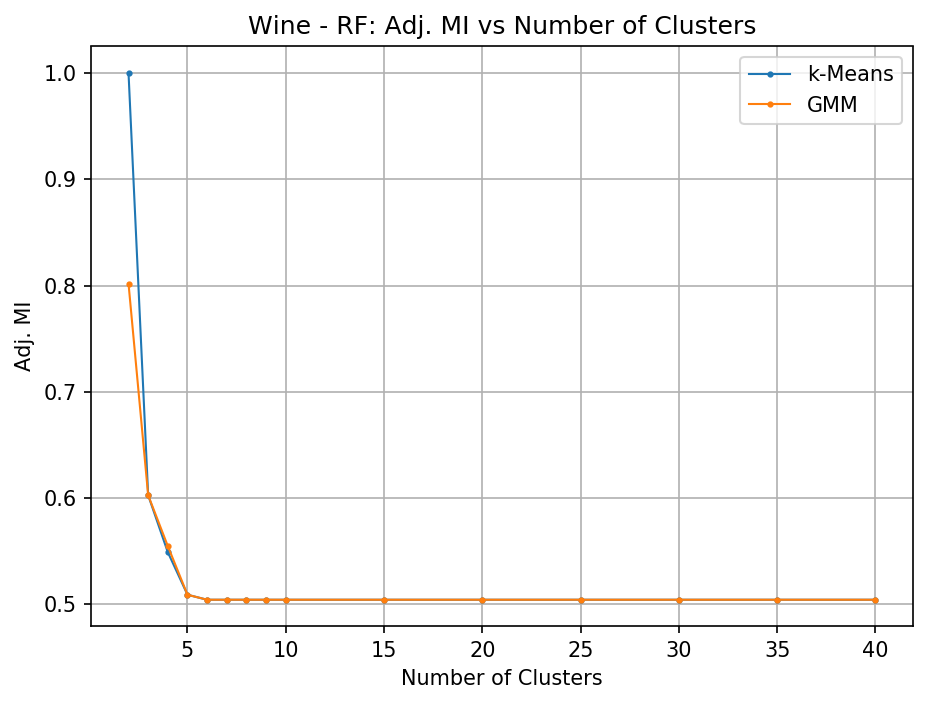 Wine - RF: Adj. MI vs Number of Clusters
k-Means
GMM
Adj. MI
1.0
0.9
0.8
0.7
0.6
0.5
5 10 15 20 25 30 35 40
Number of Clusters